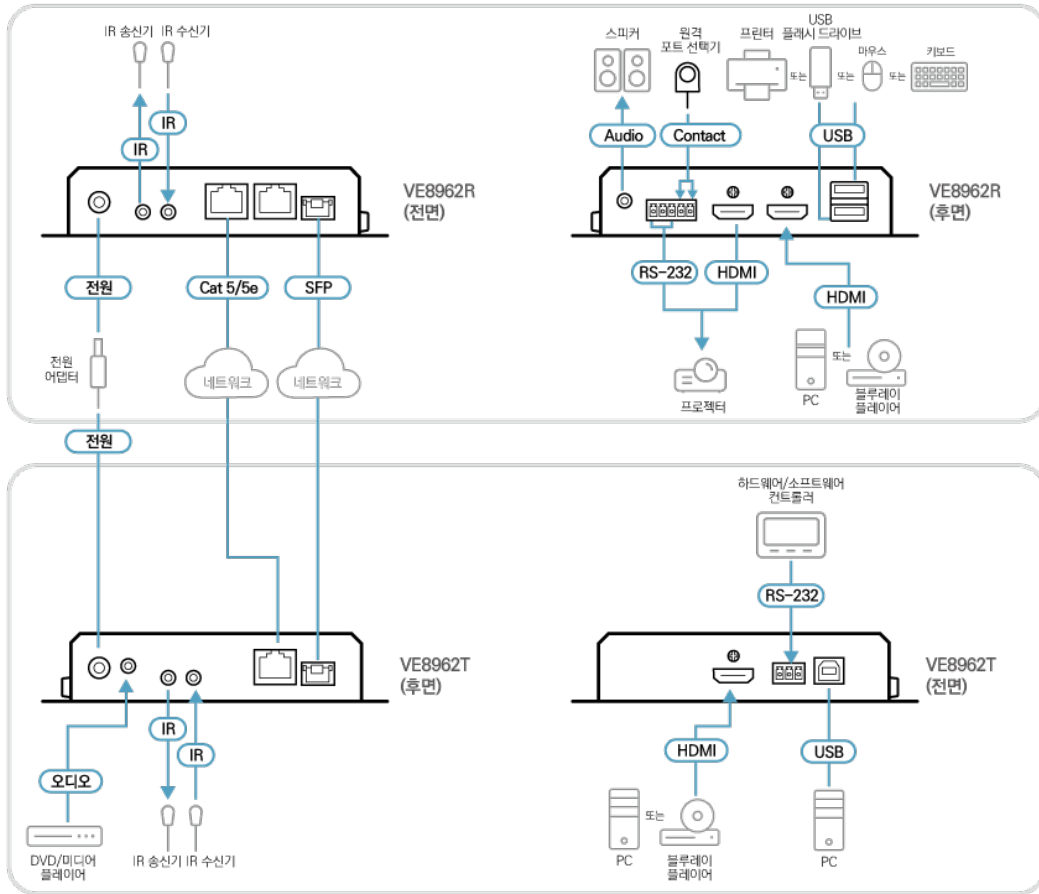 IR 송신기 IR 수신기
IR
IR
VE8962R
(전면)
전원
Cat 5/5e
SFP
전원
어댑터
네트워크
네트워크
전원
스피커
원격
포트 선택기
프린터
또는
USB
플래시 드라이브
또는
마우스
또는
키보드
Audio
Contact
USB
VE8962R
(후면)
RS-232
HDMI
HDMI
프로젝터
PC
또는
블루레이
플레이어
VE8962T
(후면)
IR
IR
오디오
DVD/미디어
플레이어
IR 송신기 IR 수신기
하드웨어/소프트웨어
컨트롤러
RS-232
VE8962T
(전면)
HDMI
USB
PC
또는
블루레이
플레이어
PC